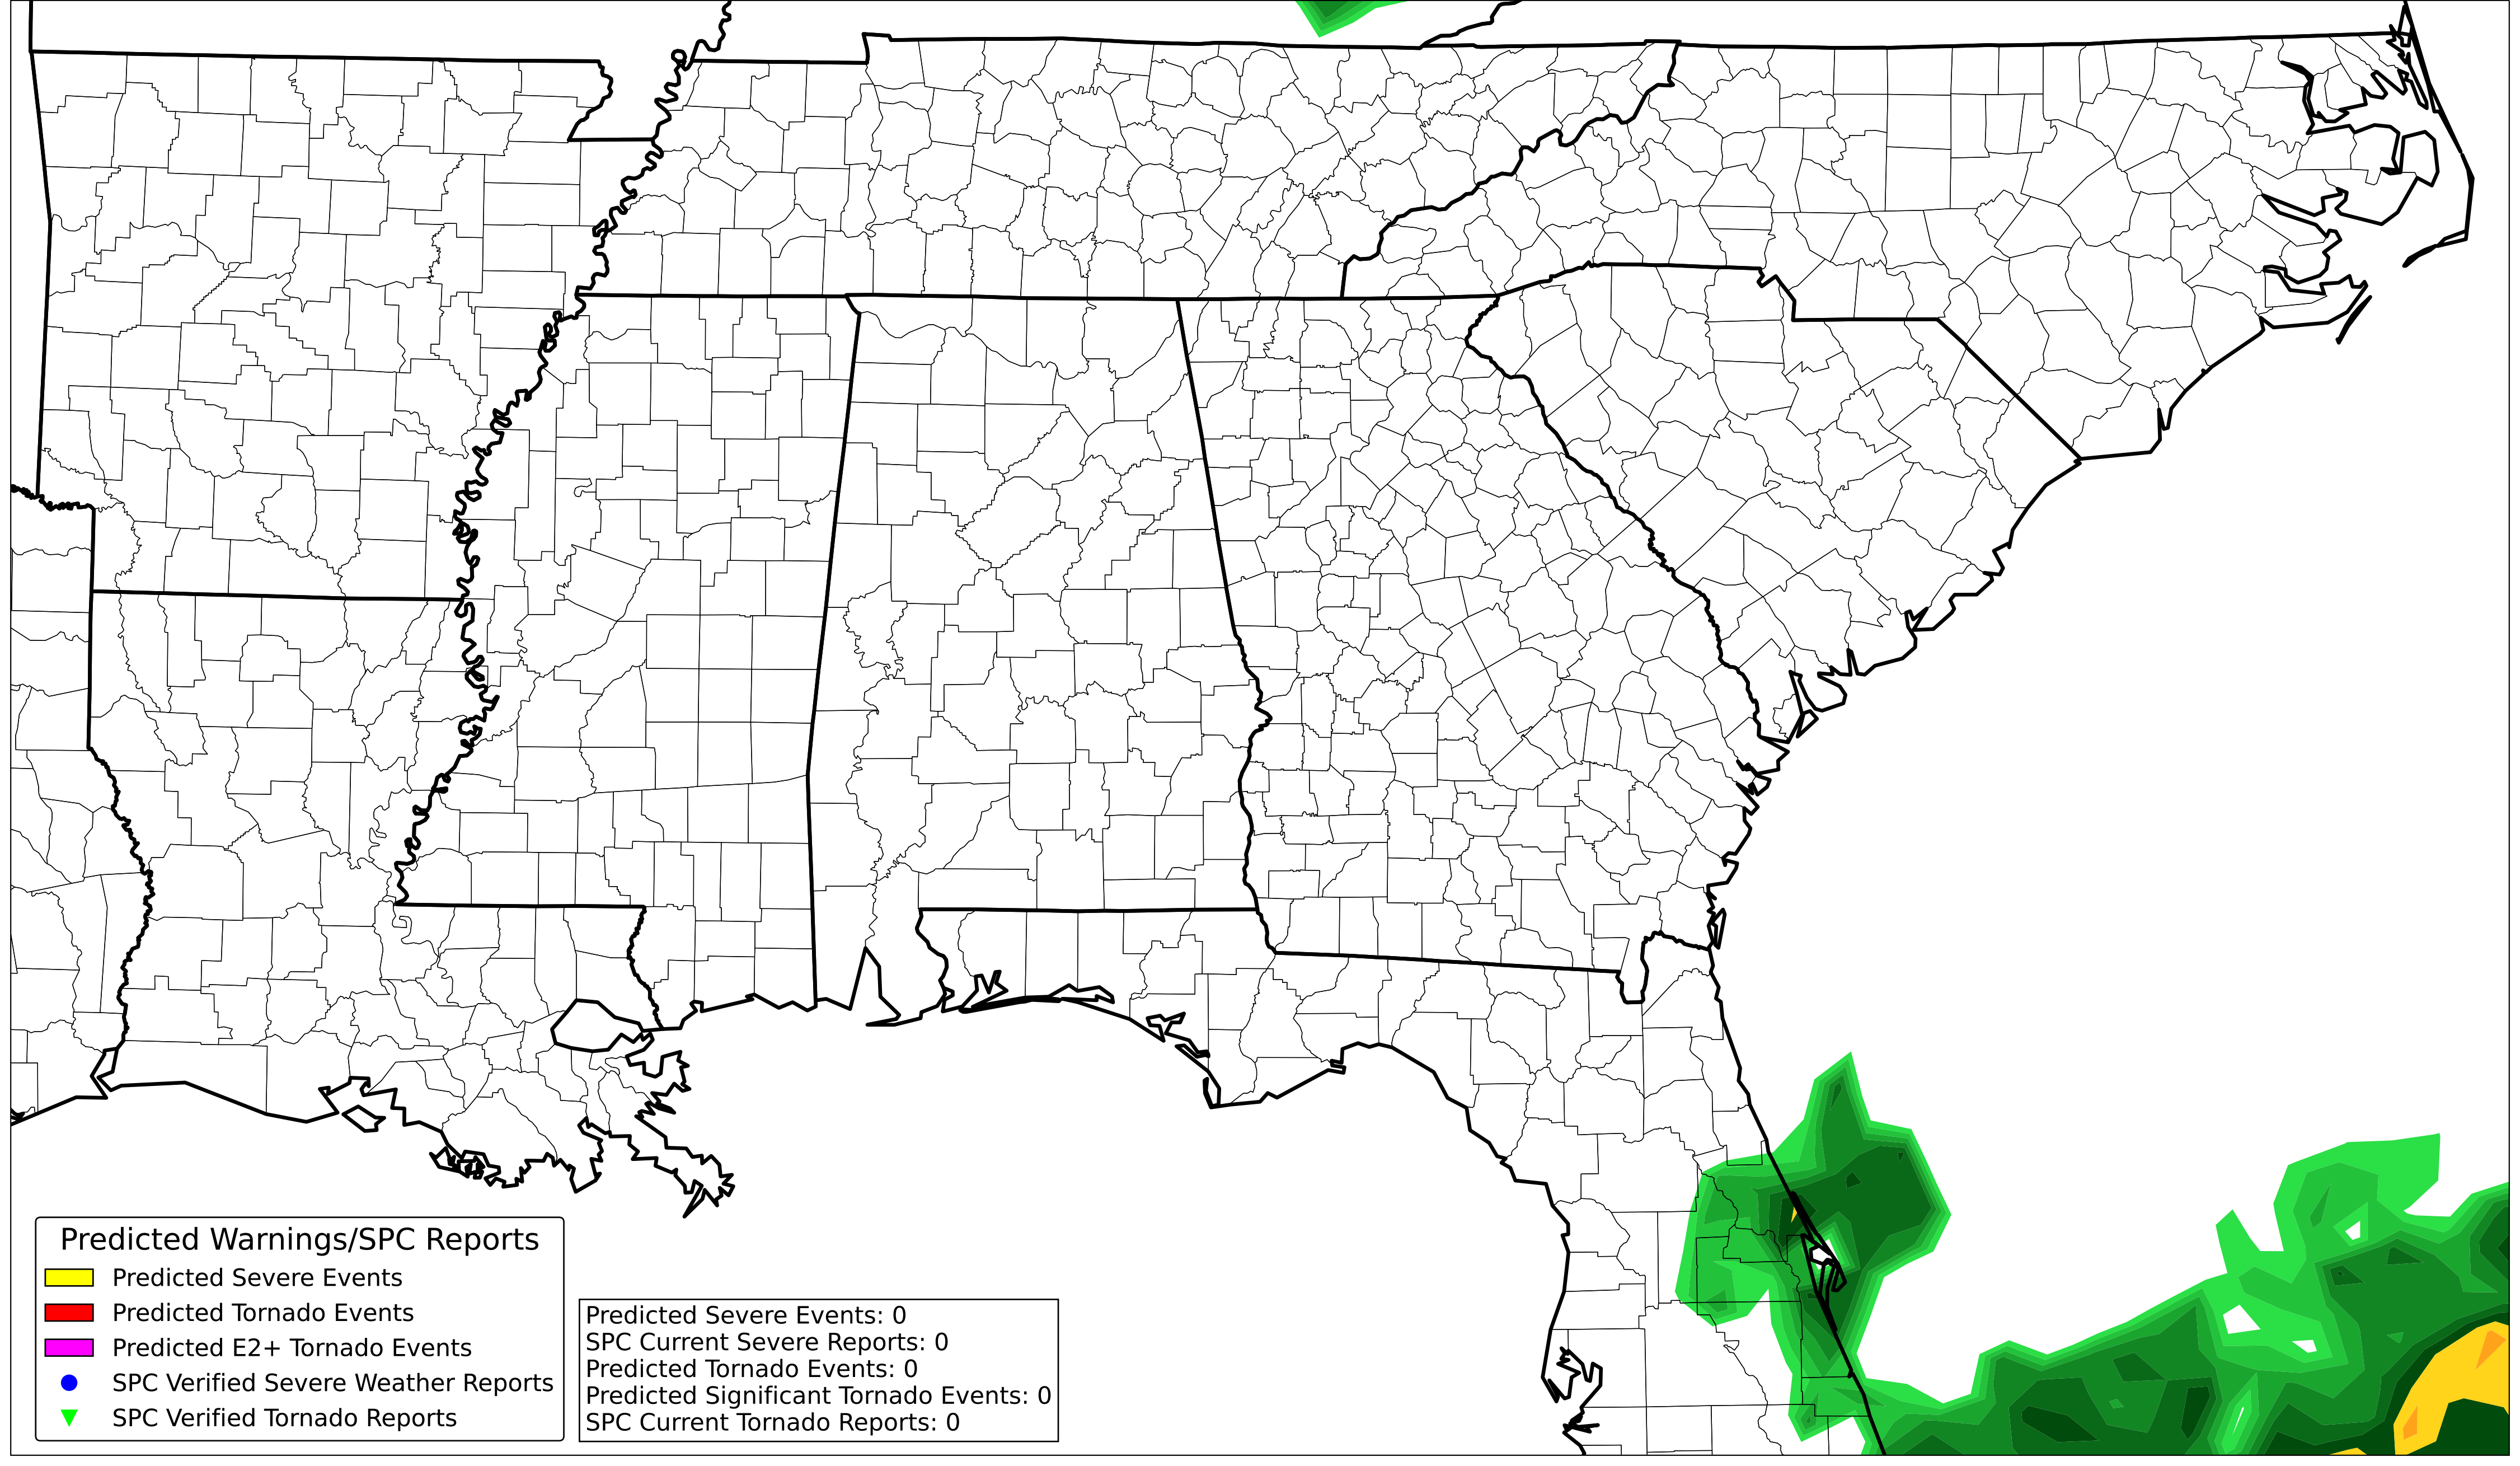 Predicted Warnings/SPC Reports
Predicted Severe Events
Predicted Tornado Events
Predicted E2+ Tornado Events
SPC Verified Severe Weather Reports
SPC Verified Tornado Reports
Predicted Severe Events: 0
SPC Current Severe Reports: 0
Predicted Tornado Events: 0
Predicted Significant Tornado Events: 0
SPC Current Tornado Reports: 0